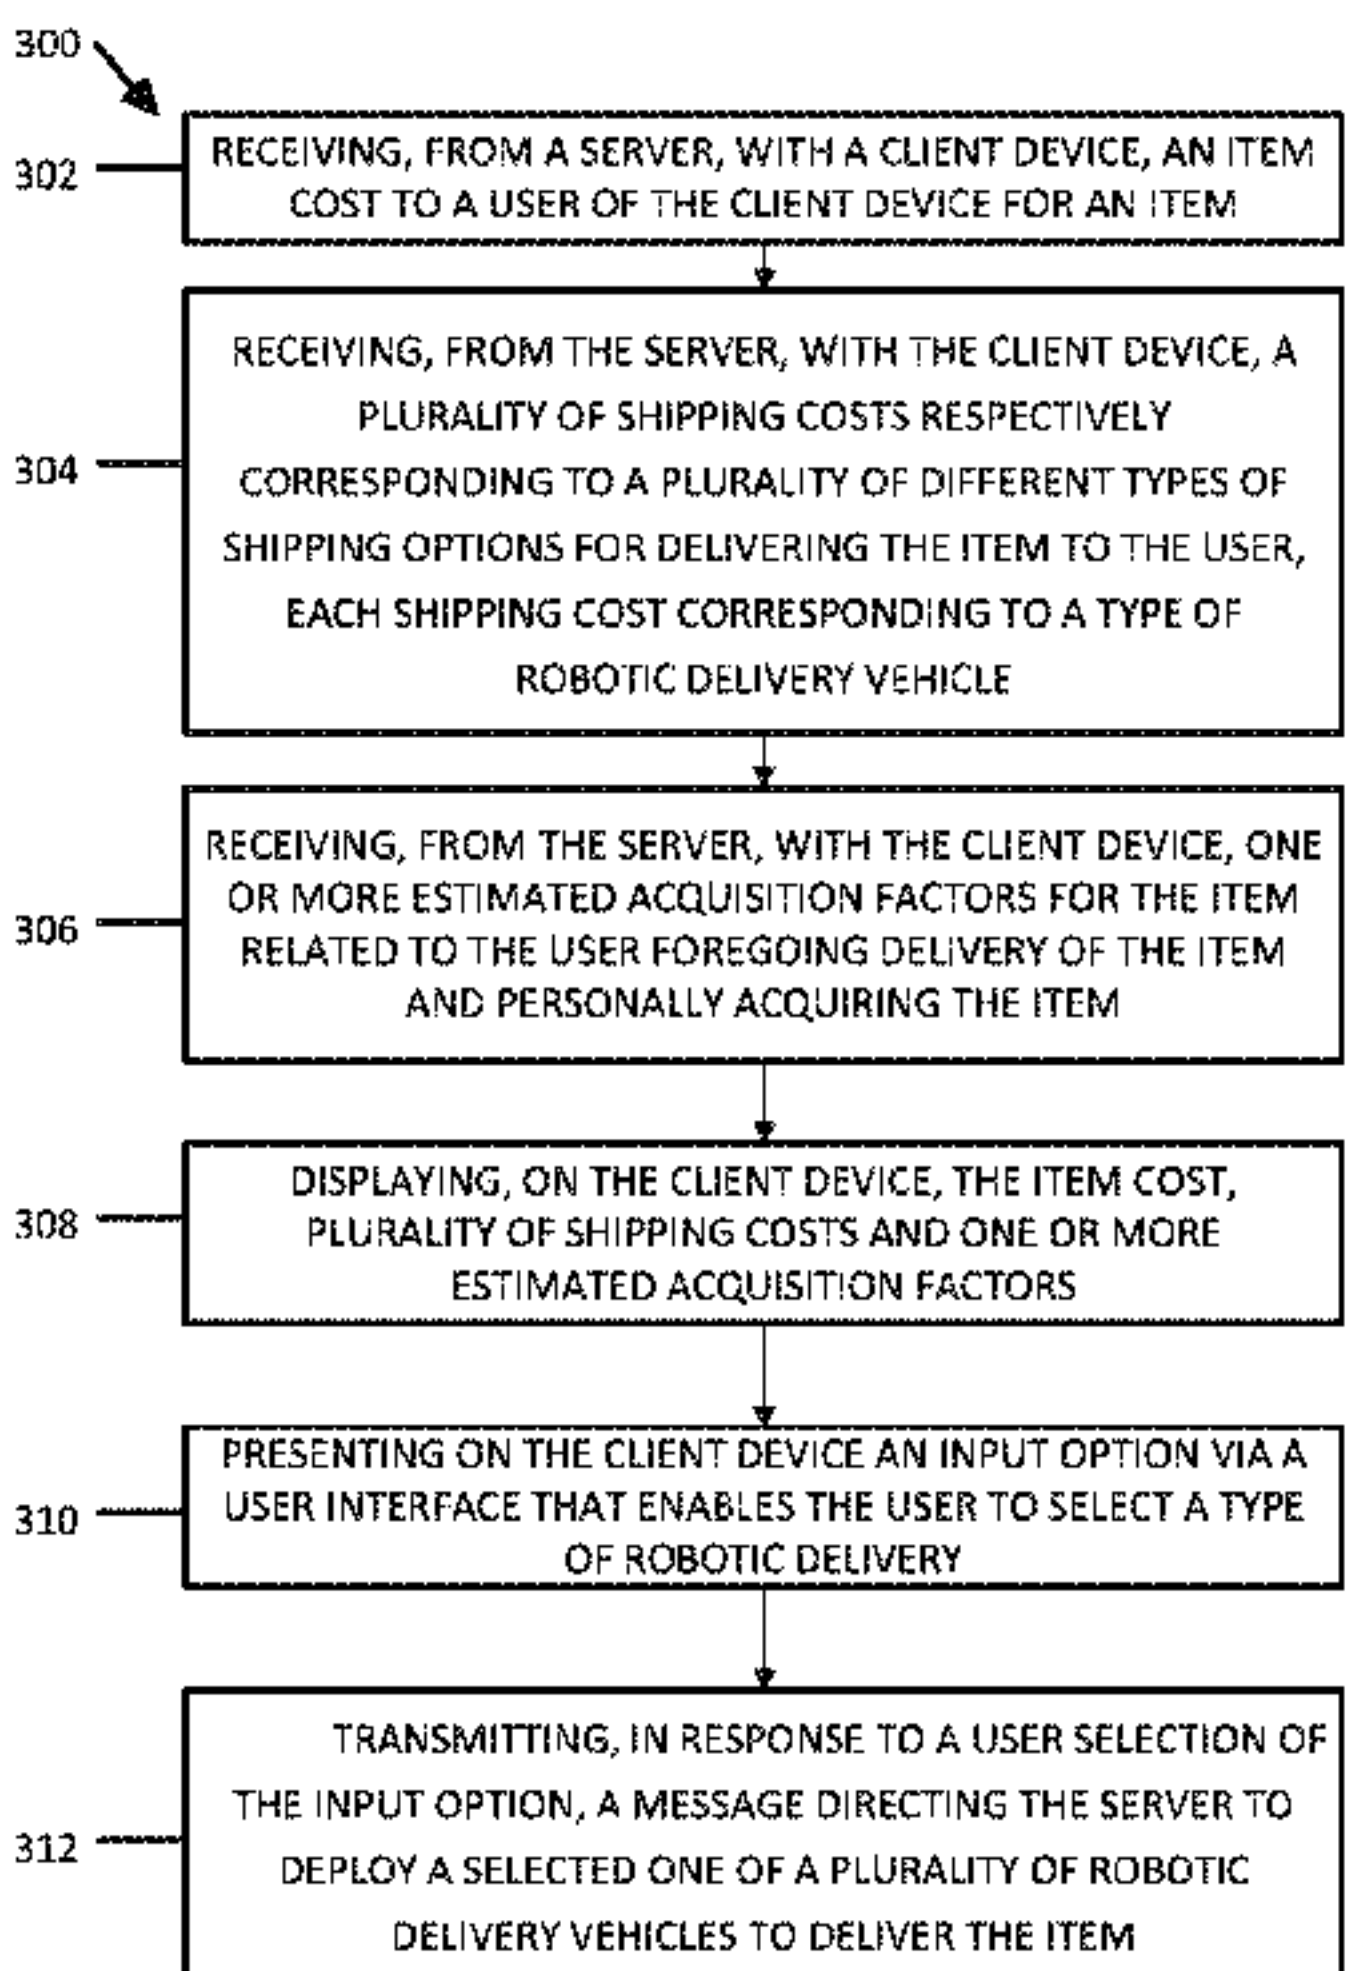 300
302
RECEIVING, FROM A SERVER, WITH A CLIENT DEVICE, AN ITEM
COST TO A USER OF THE CLIENT DEVICE FOR AN ITEM
304
RECEIVING, FROM THE SERVER, WITH THE CLIENT DEVICE, A
PLURALITY OF SHIPPING COSTS RESPECTIVELY
CORRESPONDING TO A PLURALITY OF DIFFERENT TYPES OF
SHIPPING OPTIONS FOR DELIVERING THE ITEM TO THE USER,
EACH SHIPPING COST CORRESPONDING TO A TYPE OF
ROBOTIC DELIVERY VEHICLE
306
RECEIVING, FROM THE SERVER, WITH THE CLIENT DEVICE, ONE
OR MORE ESTIMATED ACQUISITION FACTORS FOR THE ITEM
RELATED TO THE USER FOREGOING DELIVERY OF THE ITEM
AND PERSONALLY ACQUIRING THE ITEM
308
DISPLAYING, ON THE CLIENT DEVICE, THE ITEM COST,
PLURALITY OF SHIPPING COSTS AND ONE OR MORE
ESTIMATED ACQUISITION FACTORS
310
PRESENTING ON THE CLIENT DEVICE AN INPUT OPTION VIA A
USER INTERFACE THAT ENABLES THE USER TO SELECT A TYPE
OF ROBOTIC DELIVERY
312
TRANSMITTING, IN RESPONSE TO A USER SELECTION OF
THE INPUT OPTION, A MESSAGE DIRECTING THE SERVER TO
DEPLOY A SELECTED ONE OF A PLURALITY OF ROBOTIC
DELIVERY VEHICLES TO DELIVER THE ITEM